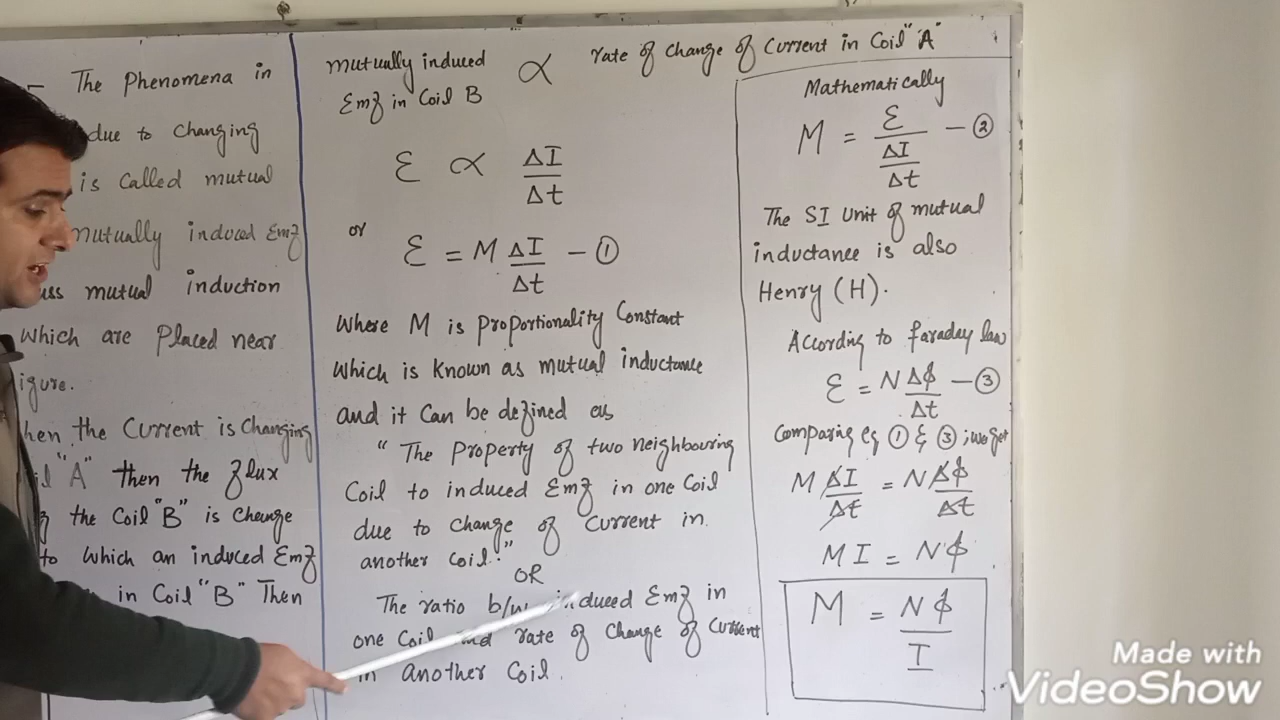 The Phenomena in
due to changing
is called mutual
mutually induced Emf
mutual induction
which are Placed near
igure.
hen the Current is Changing
"A" then the flux
the Coil "B" is Change
to which an induced Emf
in Coil "B" Then
mutually induced ∝ rate of Change of Current in Coil "A"
Emf in Coil B
ε ∝ ΔI/Δt
or
ε = M ΔI/Δt - ①
Where M is Proportionality Constant
which is known as mutual inductance
and it Can be defined as
" The Property of two neighbouring
Coil to induced Emf in one Coil
due to change of Current in
another Coil."
OR
The ratio b/w induced Emf in
one Coil and rate of Change of Current
in another Coil.
Mathematically
M = ε / ΔI/Δt - ②
The SI Unit of mutual
inductance is also
Henry (H).
According to faraday law
ε = N Δϕ/Δt - ③
Comparing eq ① & ③ ; we get
M ΔI/Δt = N Δϕ/Δt
M I = N ϕ
M = N ϕ / I
Made with
VideoShow